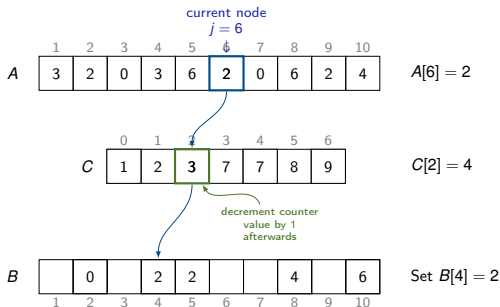 current node
j = 6
1 2 3 4 5 6 7 8 9 10
A 3 2 0 3 6 2 0 6 2 4 A[6] = 2
0 1 2 3 4 5 6
C 1 2 3 7 7 8 9 C[2] = 4
decrement counter
value by 1
afterwards
B 0 2 2 4 6 Set B[4] = 2
1 2 3 4 5 6 7 8 9 10